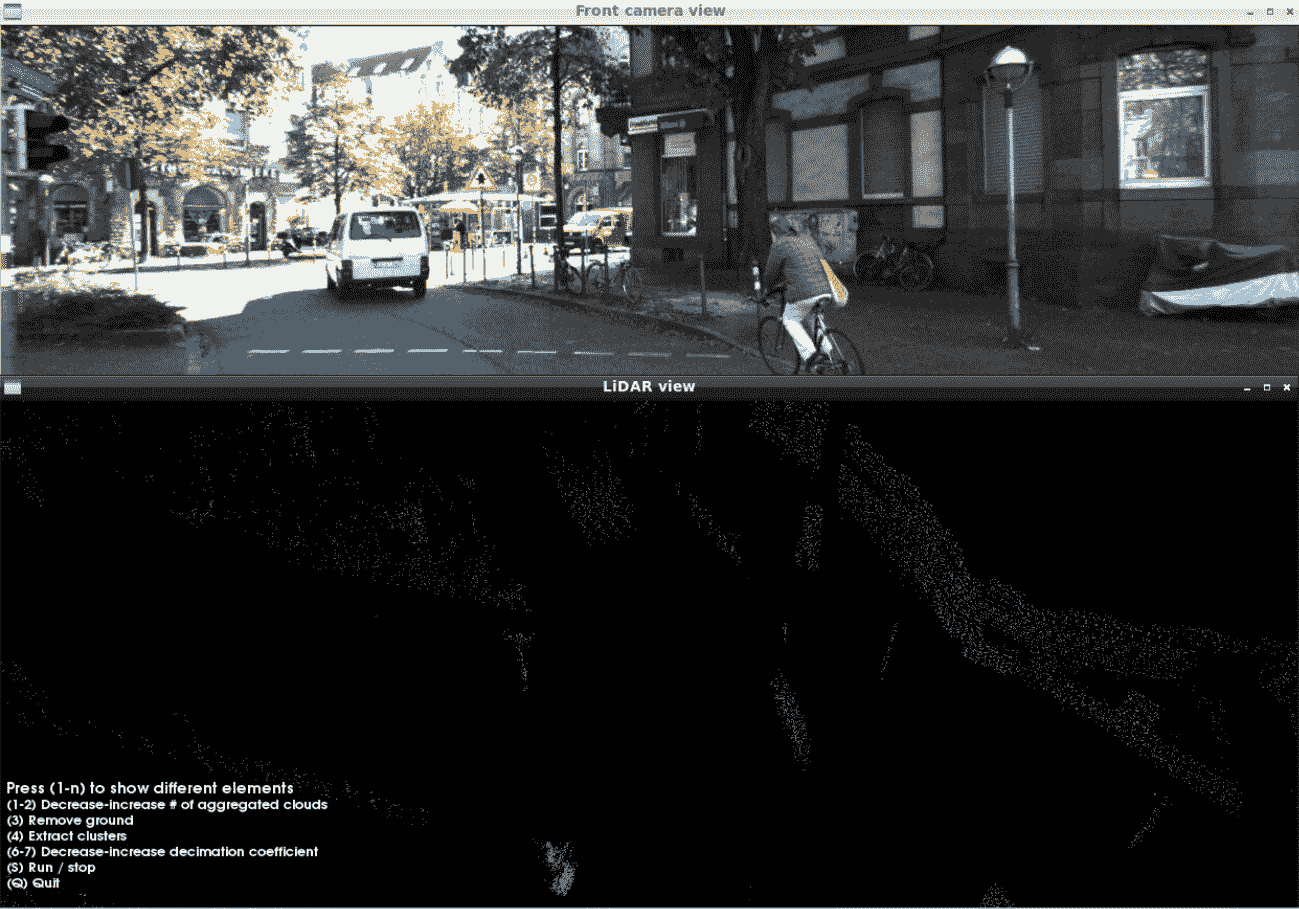 Front camera view
LiDAR view
Press (1-n) to show different elements
(1-2) Decrease-increase # of aggregated clouds
(3) Remove ground
(4) Extract clusters
(6-7) Decrease-increase decimation coefficient
(S) Run / stop
(Q) Quit